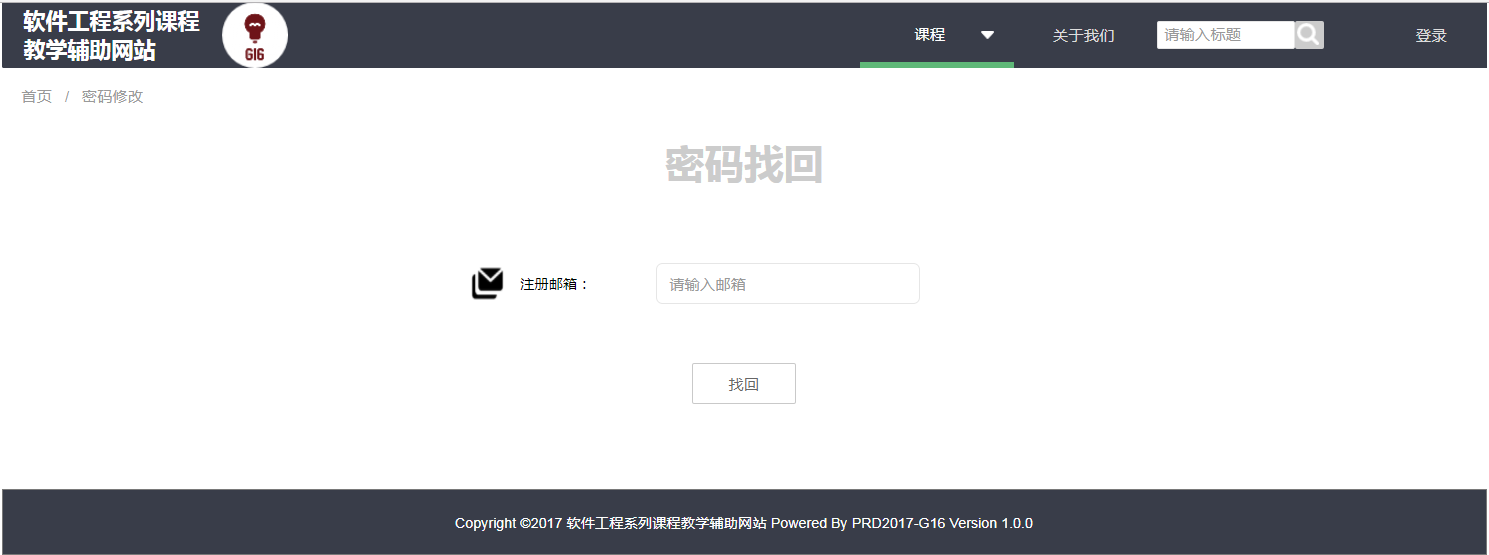 软件工程系列课程
教学辅助网站
G16
课程
关于我们
请输入标题
登录
首页 / 密码修改
密码找回
注册邮箱：
请输入邮箱
找回
Copyright ©2017 软件工程系列课程教学辅助网站 Powered By PRD2017-G16 Version 1.0.0